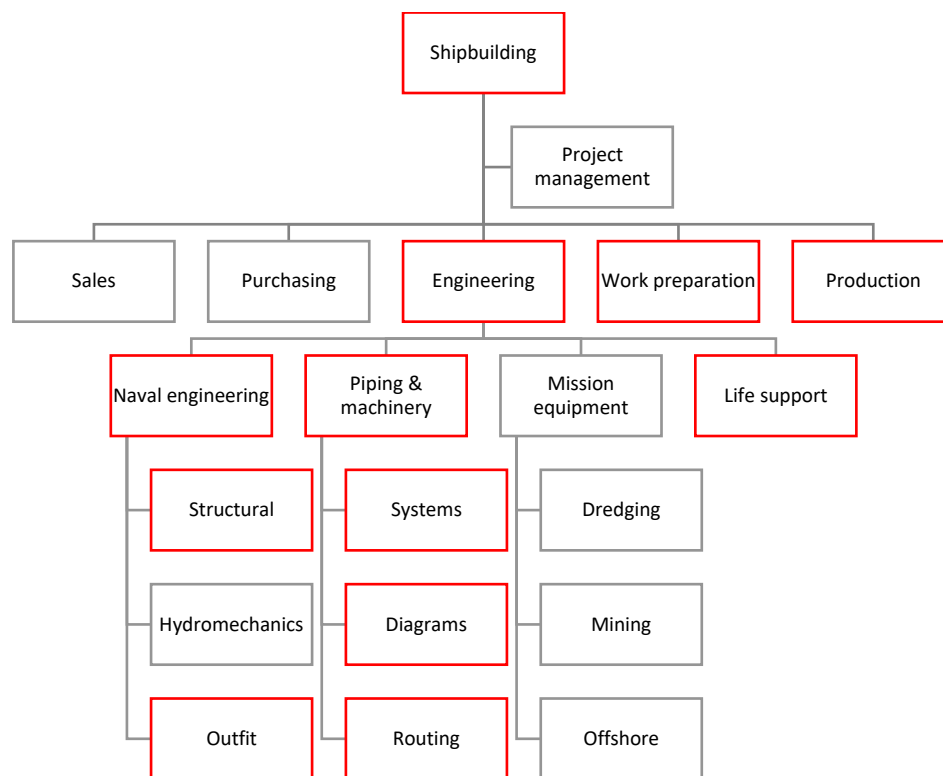 Shipbuilding
Project
management
Sales
Purchasing
Engineering
Work preparation
Production
Naval engineering
Piping &
machinery
Mission
equipment
Life support
Structural
Systems
Dredging
Hydromechanics
Diagrams
Mining
Outfit
Routing
Offshore